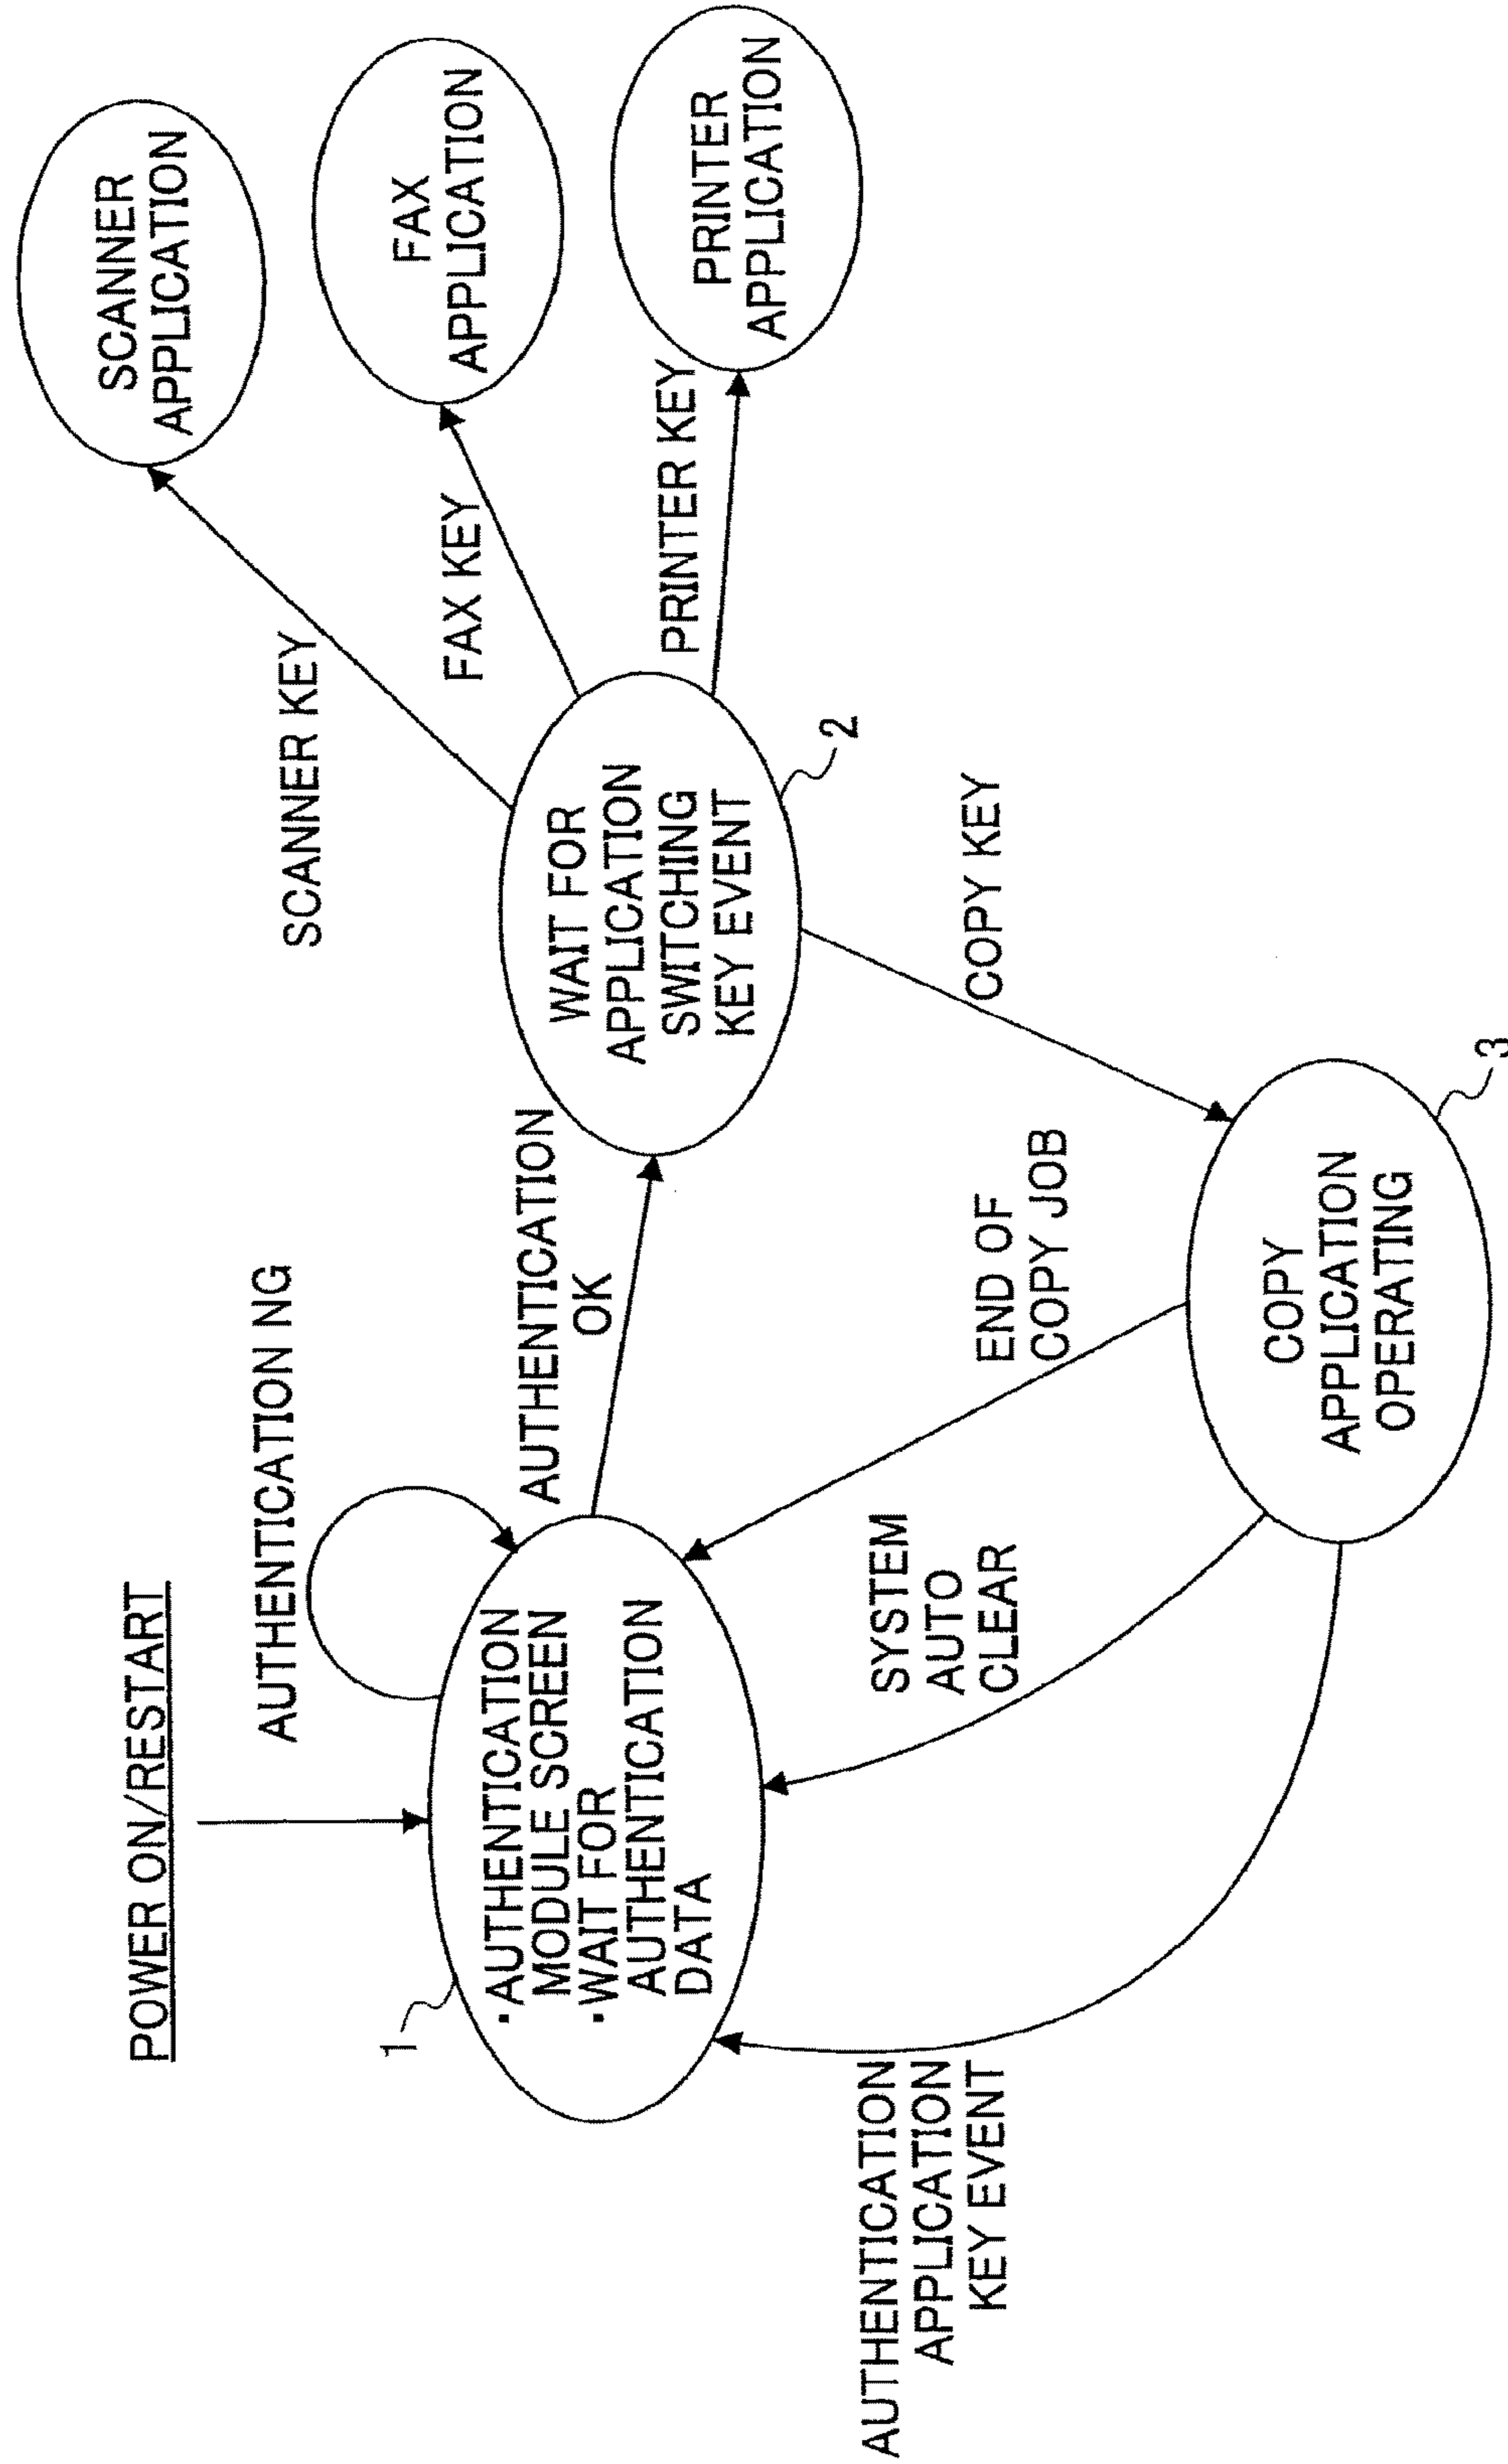 POWER ON/RESTART
AUTHENTICATION NG
1
・AUTHENTICATION
MODULE SCREEN
・WAIT FOR
AUTHENTICATION
DATA
AUTHENTICATION
OK
WAIT FOR
APPLICATION
SWITCHING
KEY EVENT
2
SCANNER KEY
SCANNER
APPLICATION
FAX KEY
FAX
APPLICATION
PRINTER KEY
PRINTER
APPLICATION
COPY KEY
END OF
COPY JOB
SYSTEM
AUTO
CLEAR
AUTHENTICATION
APPLICATION
KEY EVENT
COPY
APPLICATION
OPERATING
3